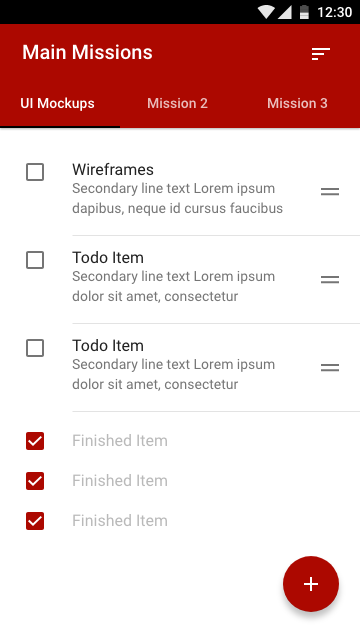 12:30
Main Missions
UI Mockups Mission 2 Mission 3
Wireframes
Secondary line text Lorem ipsum
dapibus, neque id cursus faucibus
Todo Item
Secondary line text Lorem ipsum
dolor sit amet, consectetur
Todo Item
Secondary line text Lorem ipsum
dolor sit amet, consectetur
Finished Item
Finished Item
Finished Item